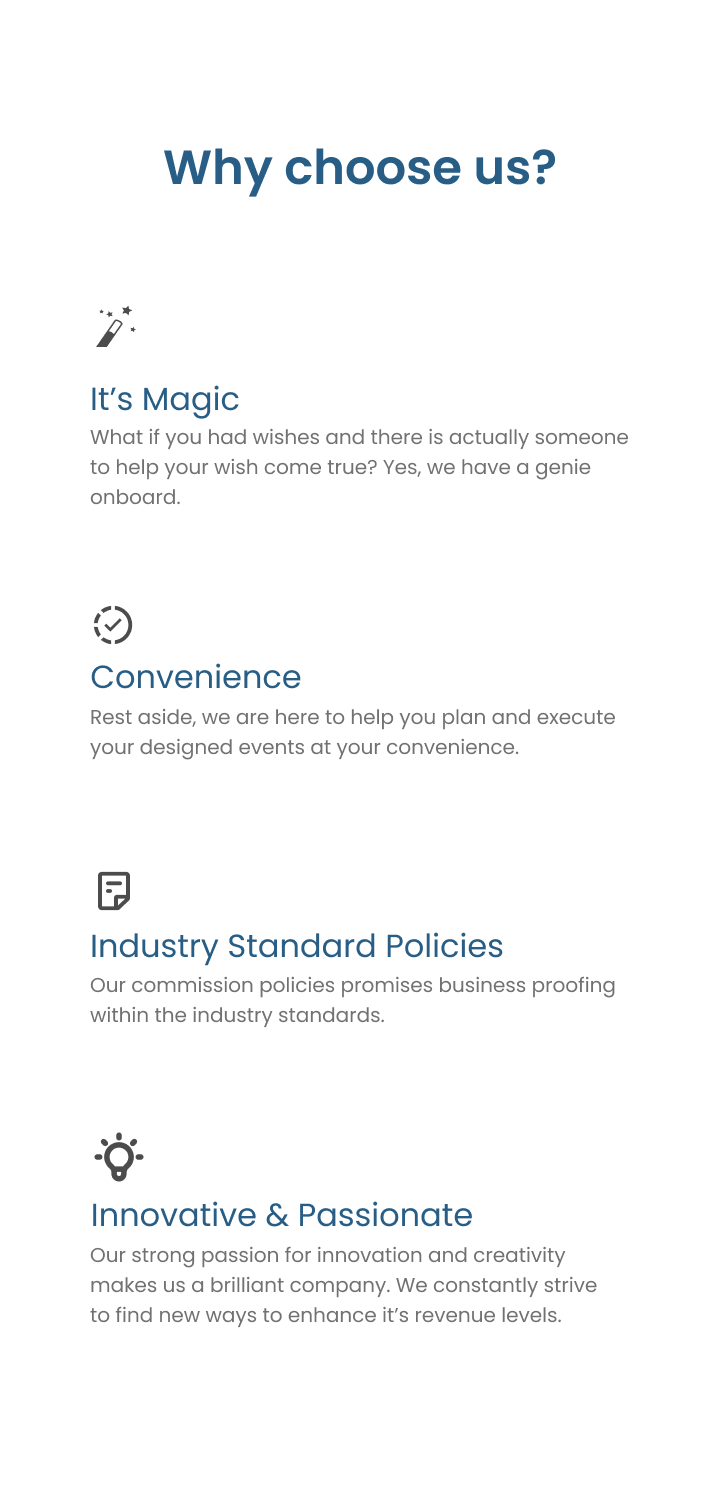 Why choose us?
It’s Magic
What if you had wishes and there is actually someone
to help your wish come true? Yes, we have a genie
onboard.
Convenience
Rest aside, we are here to help you plan and execute
your designed events at your convenience.
Industry Standard Policies
Our commission policies promises business proofing
within the industry standards.
Innovative & Passionate
Our strong passion for innovation and creativity
makes us a brilliant company. We constantly strive
to find new ways to enhance it’s revenue levels.